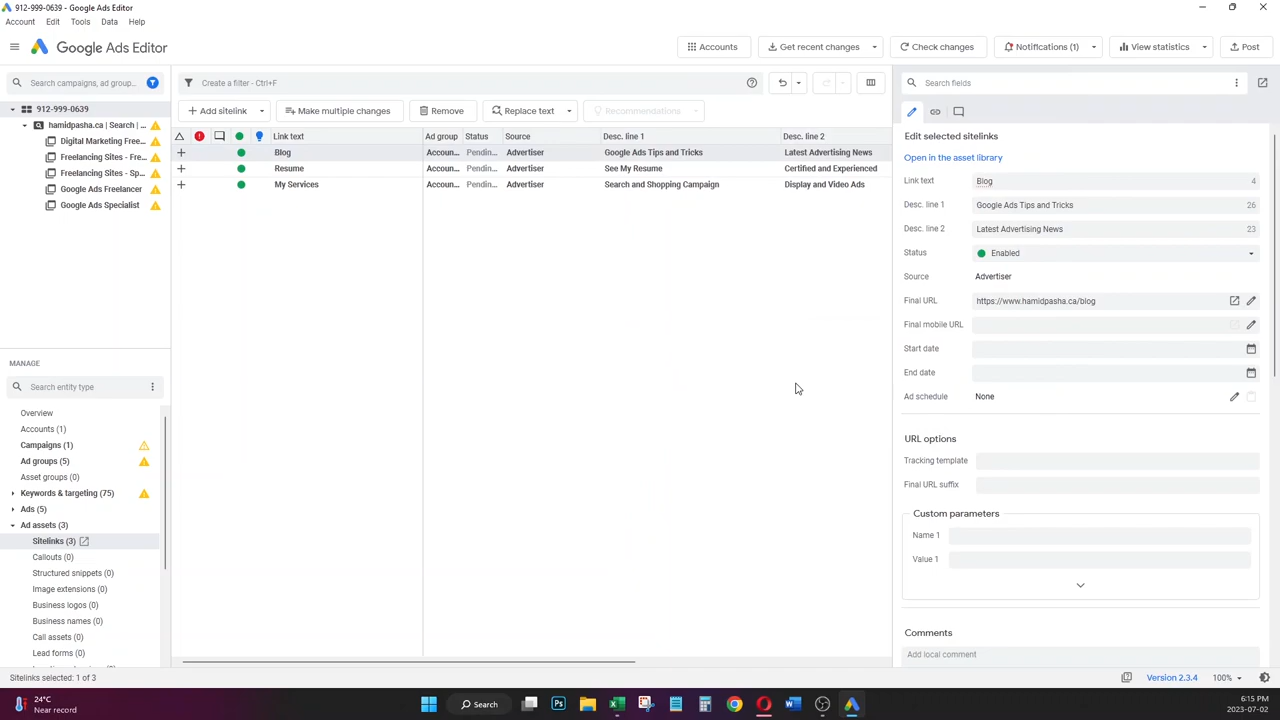 912-999-0639 - Google Ads Editor
Account Edit Tools Data Help
Google Ads Editor
Accounts
Get recent changes
Check changes
Notifications (1)
View statistics
Post
Search campaigns, ad group...
Create a filter - Ctrl+F
Search fields
912-999-0639
hamidpasha.ca | Search | ...
Digital Marketing Free...
Freelancing Sites - Fre...
Freelancing Sites - Sp...
Google Ads Freelancer
Google Ads Specialist
Add sitelink
Make multiple changes
Remove
Replace text
Recommendations
Link text Ad group Status Source Desc. line 1 Desc. line 2
Blog Accoun... Pendin... Advertiser Google Ads Tips and Tricks Latest Advertising News
Resume Accoun... Pendin... Advertiser See My Resume Certified and Experienced
My Services Accoun... Pendin... Advertiser Search and Shopping Campaign Display and Video Ads
Edit selected sitelinks
Open in the asset library
Link text Blog 4
Desc. line 1 Google Ads Tips and Tricks 26
Desc. line 2 Latest Advertising News 23
Status Enabled
Source Advertiser
Final URL https://www.hamidpasha.ca/blog
Final mobile URL
Start date
End date
Ad schedule None
URL options
Tracking template
Final URL suffix
Custom parameters
Name 1
Value 1
Comments
Add local comment
MANAGE
Search entity type
Overview
Accounts (1)
Campaigns (1)
Ad groups (5)
Asset groups (0)
Keywords & targeting (75)
Ads (5)
Ad assets (3)
Sitelinks (3)
Callouts (0)
Structured snippets (0)
Image extensions (0)
Business logos (0)
Business names (0)
Call assets (0)
Lead forms (0)
Sitelinks selected: 1 of 3
Version 2.3.4 100%
24°C
Near record
Search
6:15 PM
2023-07-02